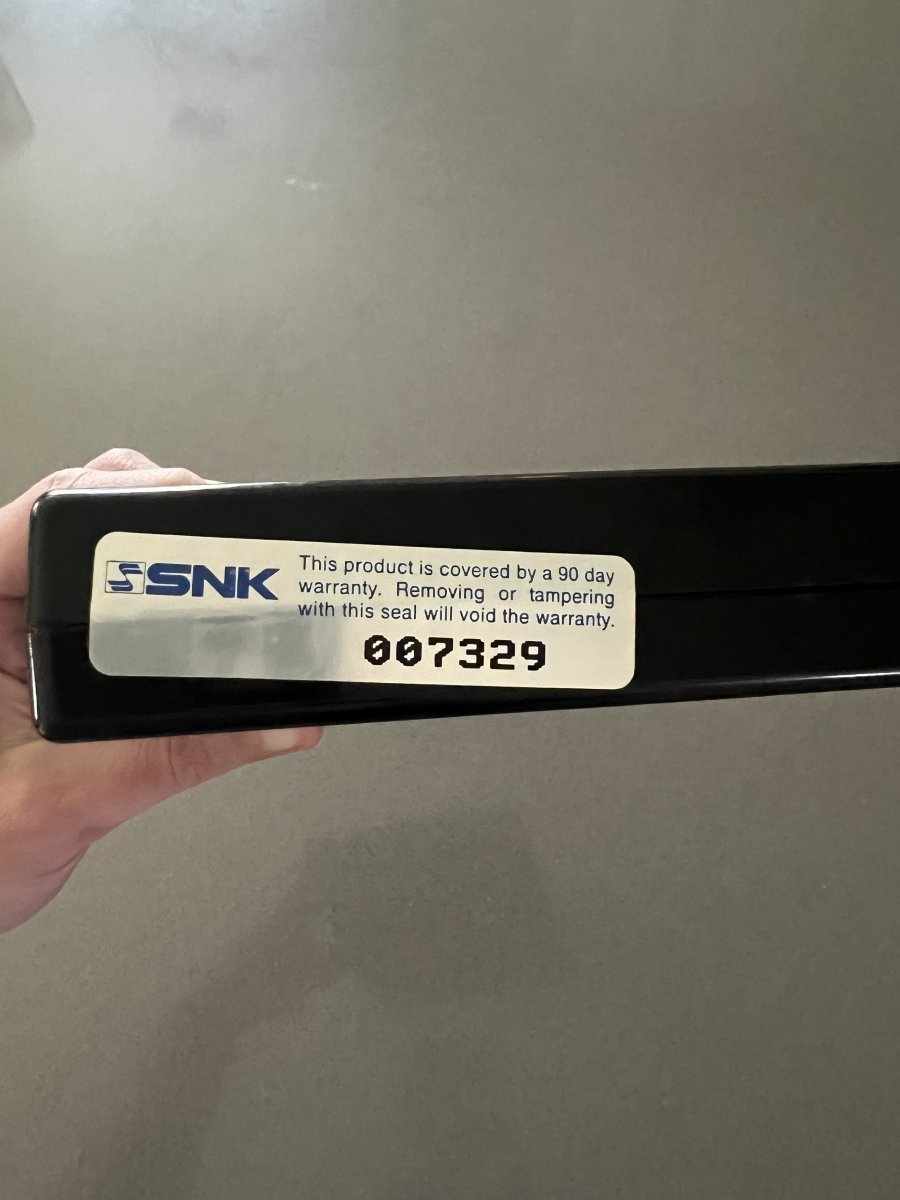 SNK
This product is covered by a 90 day
warranty. Removing or tampering
with this seal will void the warranty.
007329